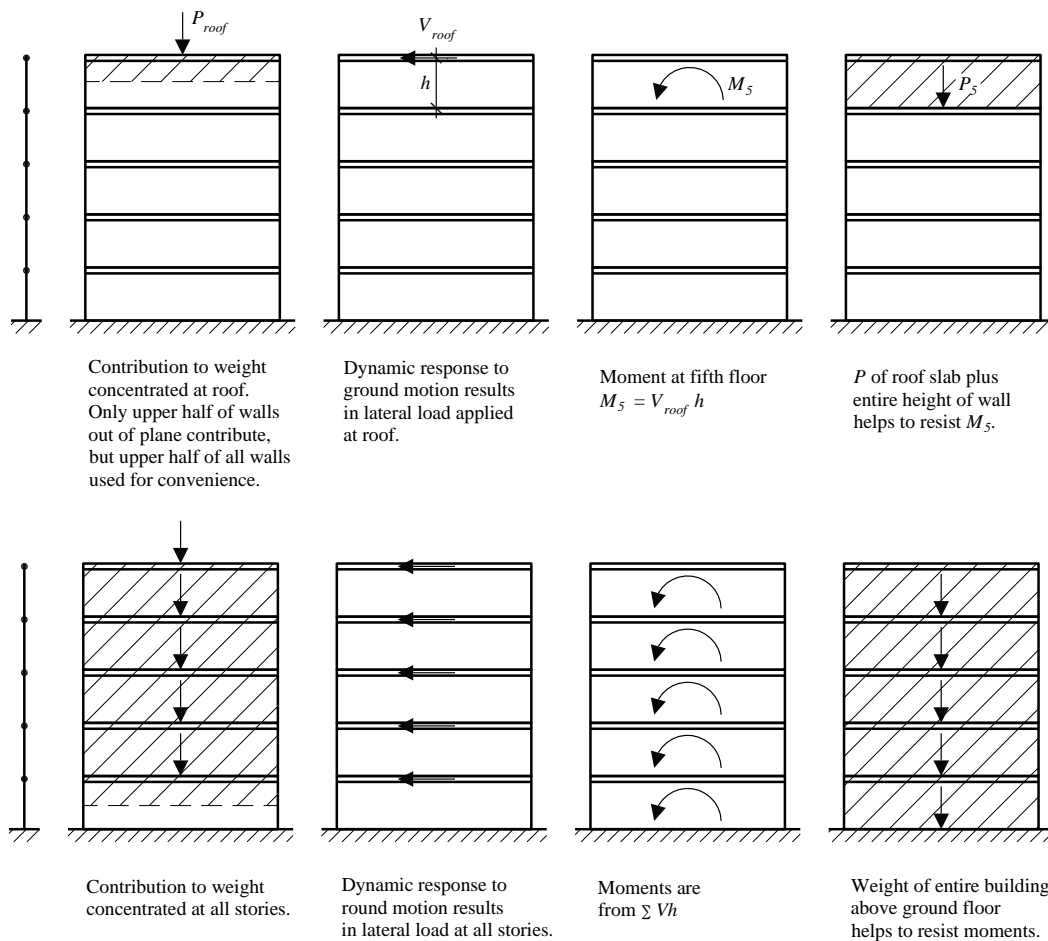 P_roof
V_roof
h
M_5
P_5
Contribution to weight
concentrated at roof.
Only upper half of walls
out of plane contribute,
but upper half of all walls
used for convenience.
Dynamic response to
ground motion results
in lateral load applied
at roof.
Moment at fifth floor
M_5 = V_roof h
P of roof slab plus
entire height of wall
helps to resist M_5.
Contribution to weight
concentrated at all stories.
Dynamic response to
round motion results
in lateral load at all stories.
Moments are
from ∑ Vh
Weight of entire building
above ground floor
helps to resist moments.